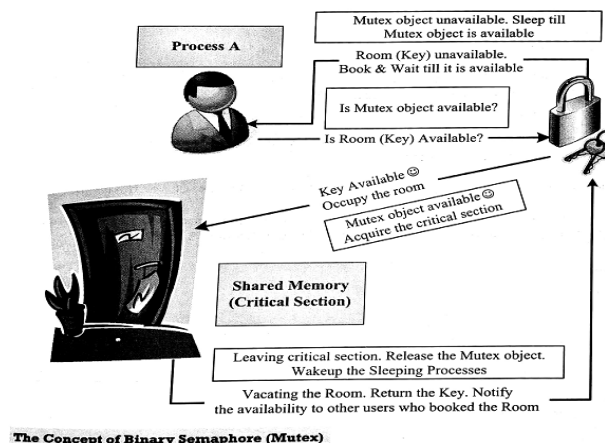 Mutex object unavailable. Sleep till
Mutex object is available
Process A
Room (Key) unavailable.
Book & Wait till it is available
Is Mutex object available?
Is Room (Key) Available?
Key Available ☺
Occupy the room
Mutex object available ☺
Acquire the critical section
Shared Memory
(Critical Section)
Leaving critical section. Release the Mutex object.
Wakeup the Sleeping Processes
Vacating the Room. Return the Key. Notify
the availability to other users who booked the Room
The Concept of Binary Semaphore (Mutex)